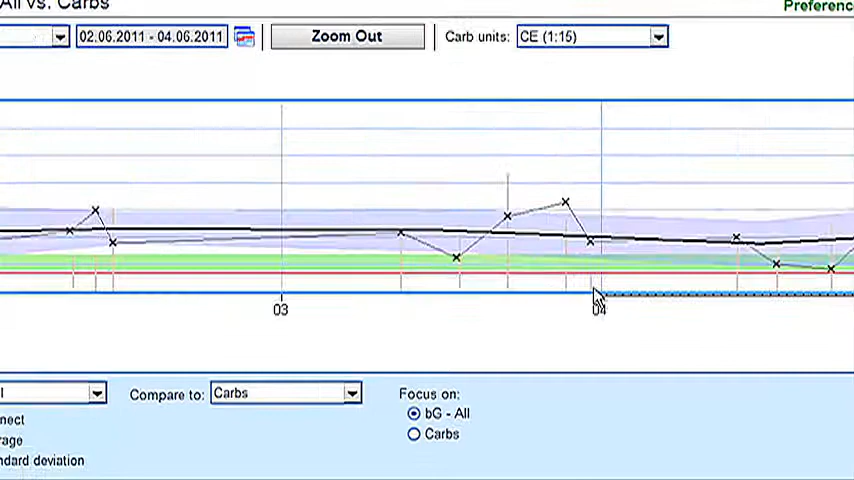 All vs. Carbs
Preferenc
02.06.2011 - 04.06.2011 Zoom Out Carb units: CE (1:15)
03 04
l Compare to: Carbs Focus on:
nect bG - All
rage Carbs
ndard deviation